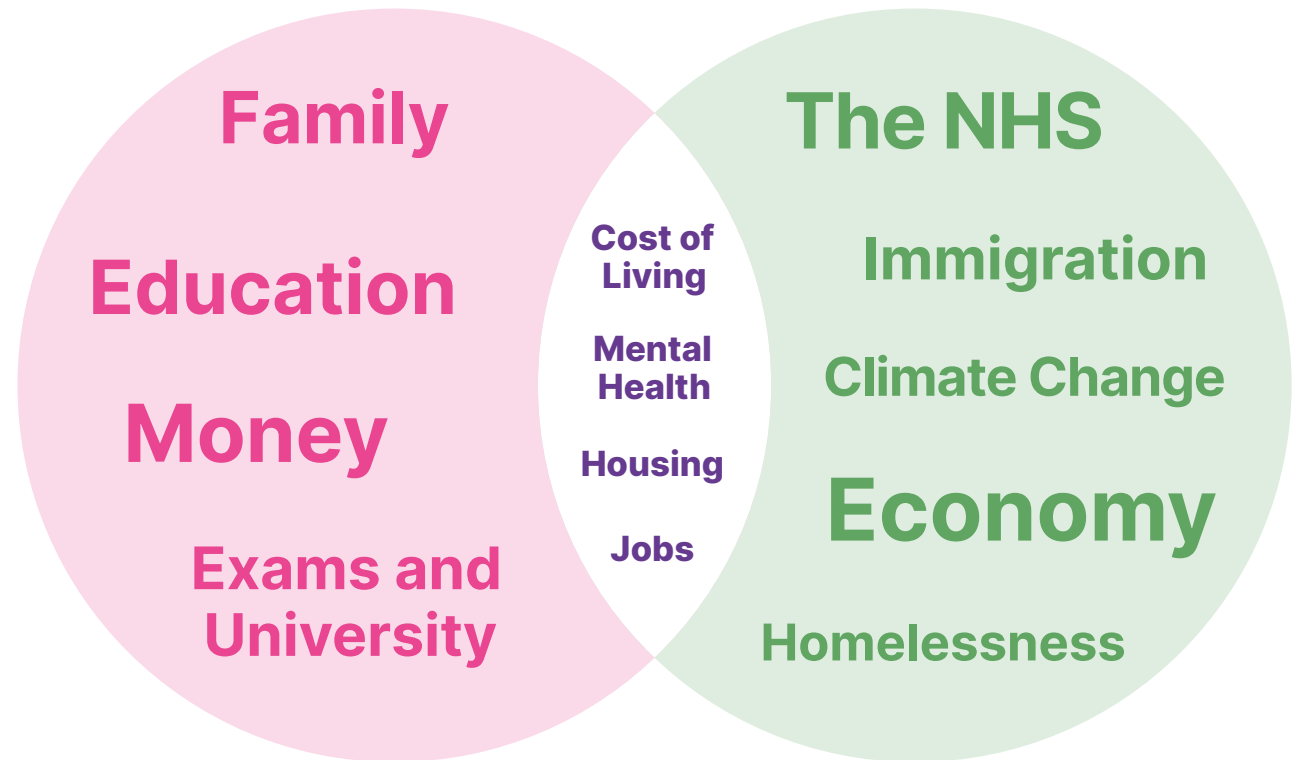 Family
Education
Money
Exams and
University
Cost of
Living
Mental
Health
Housing
Jobs
The NHS
Immigration
Climate Change
Economy
Homelessness